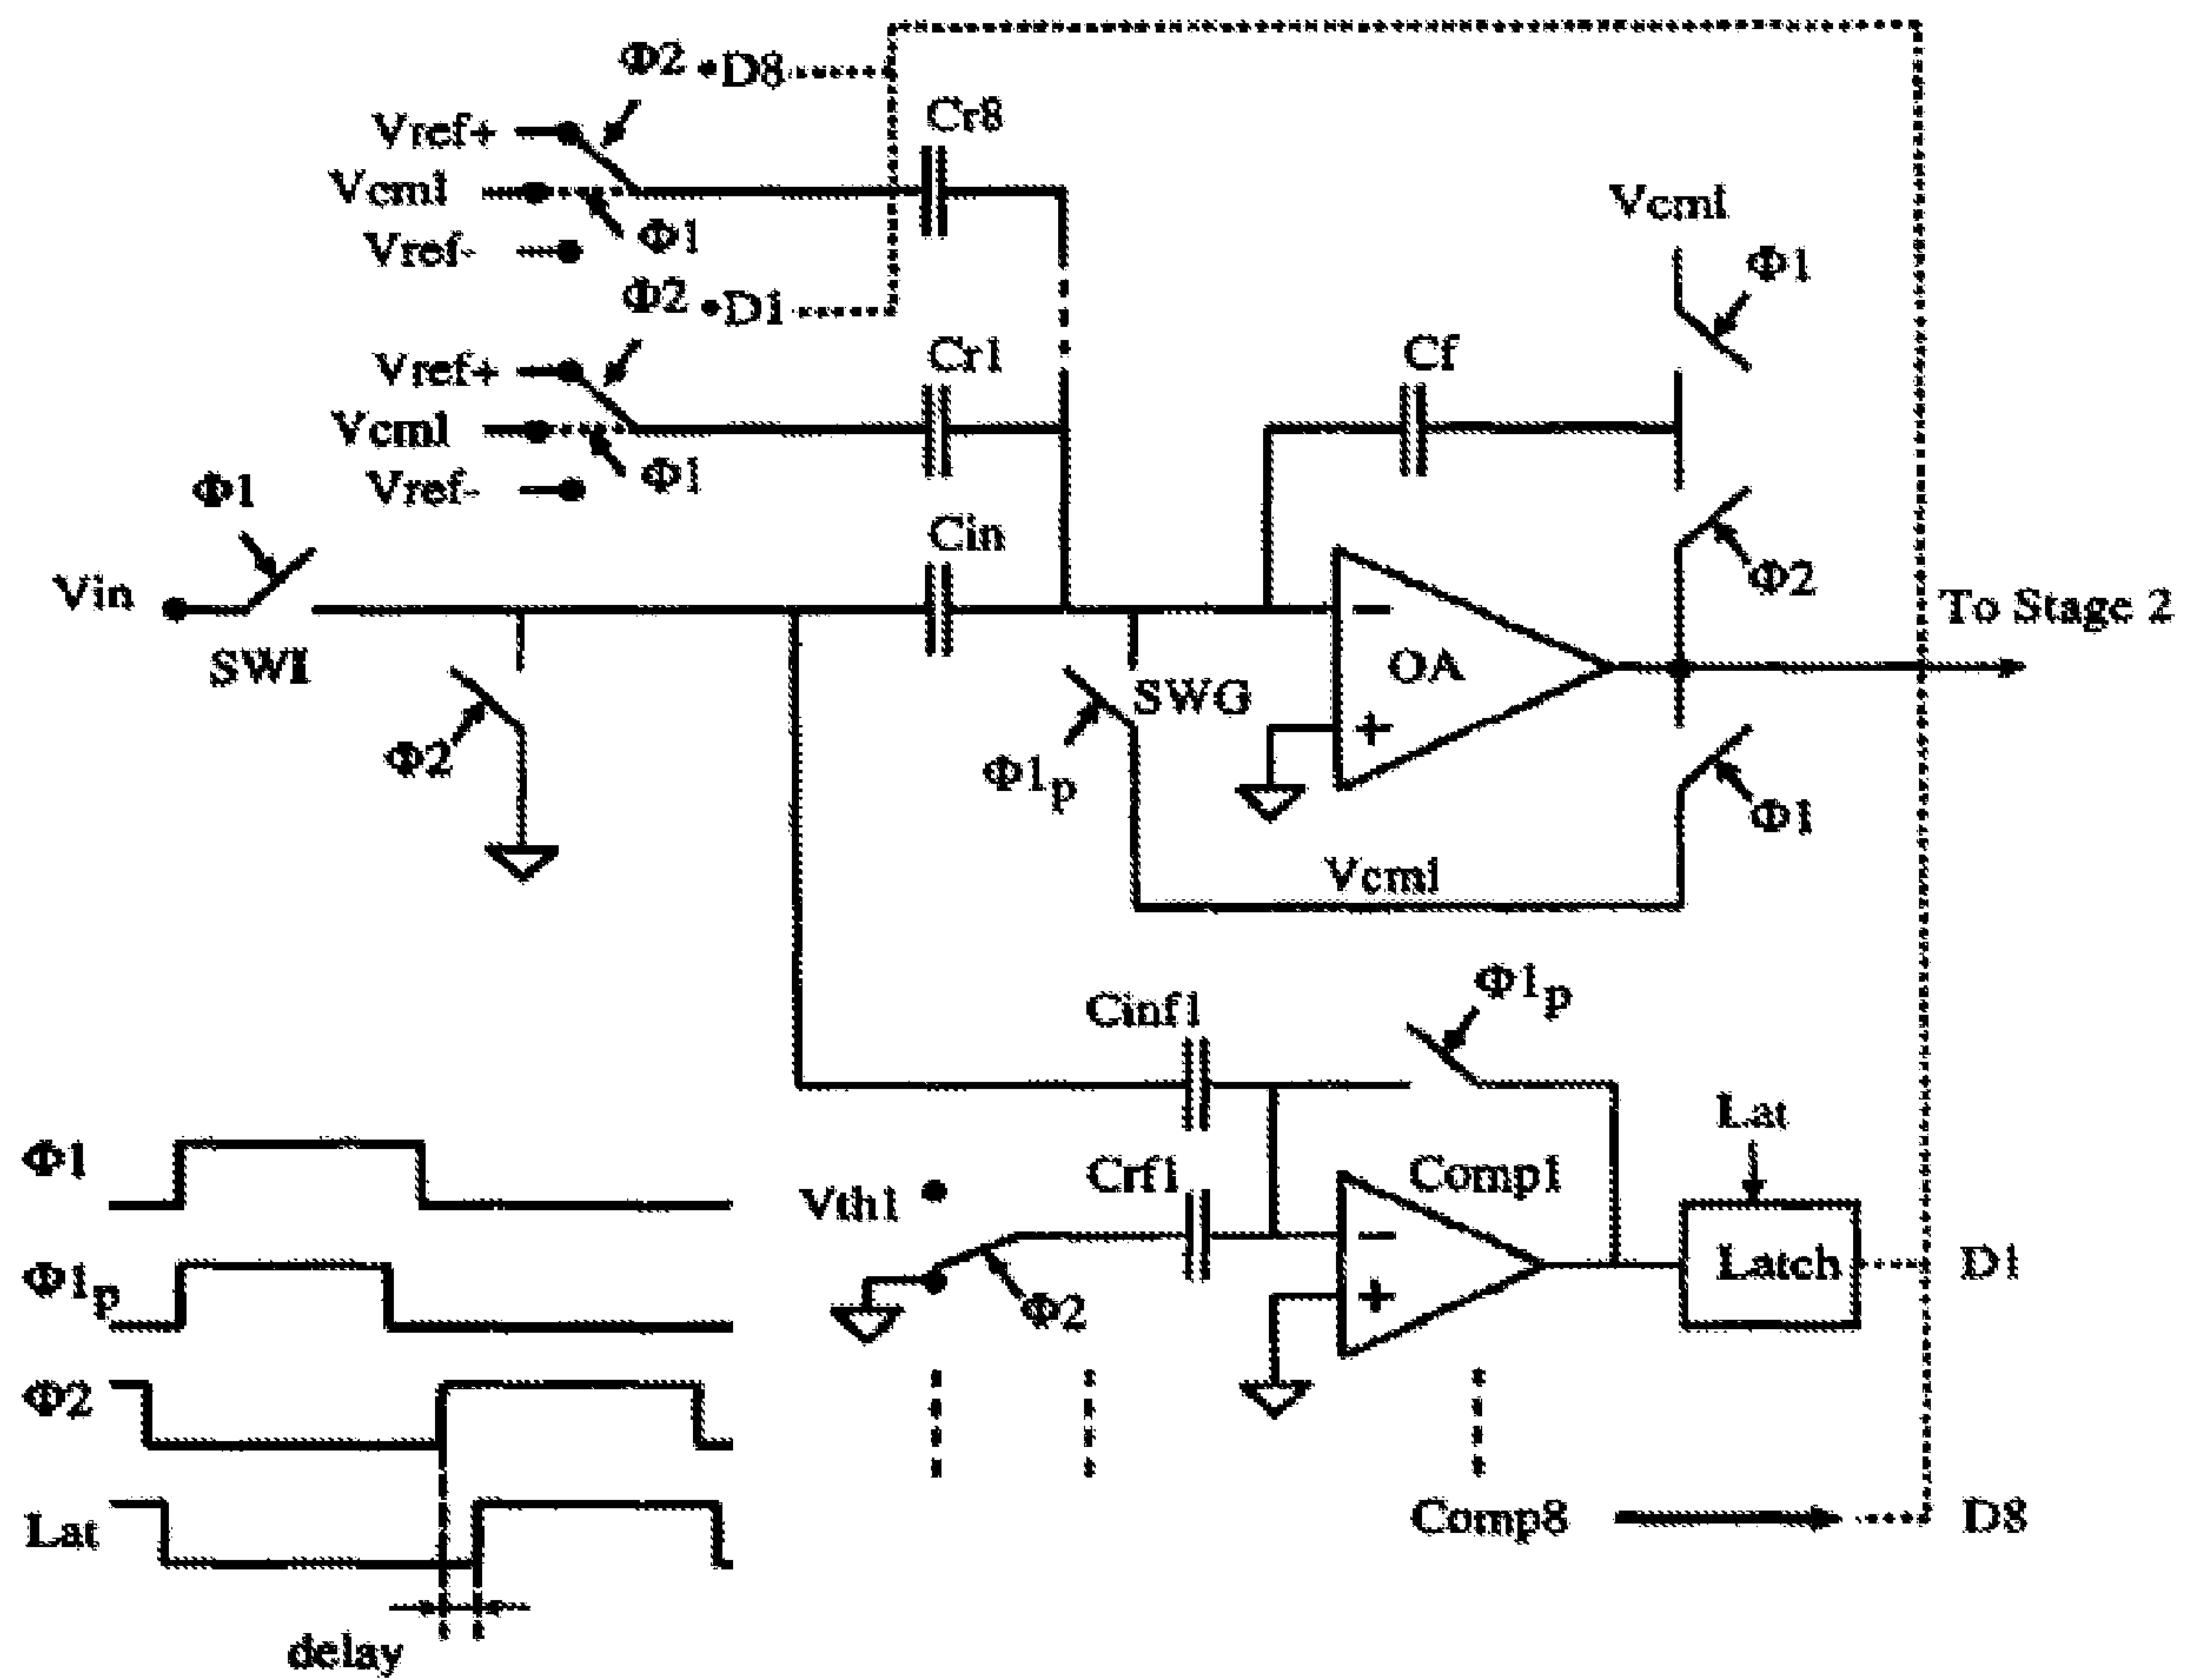 Φ2 •D8
Cr8
Vref+
Vcml
Φ1
Vref-
Vcml
Φ1
Φ2 •D1
Cr1
Cf
Vref+
Vcml
Φ1
Vref-
Φ1
Cin
Φ2
Vin
SWI
To Stage 2
OA
SWG
Φ2
Φ1p
Φ1
Vcml
Φ1p
Cinf1
Lat
Φ1
Crf1
Comp1
Vth1
Latch
D1
Φ1p
Φ2
Φ2
Lat
Comp8
D8
delay